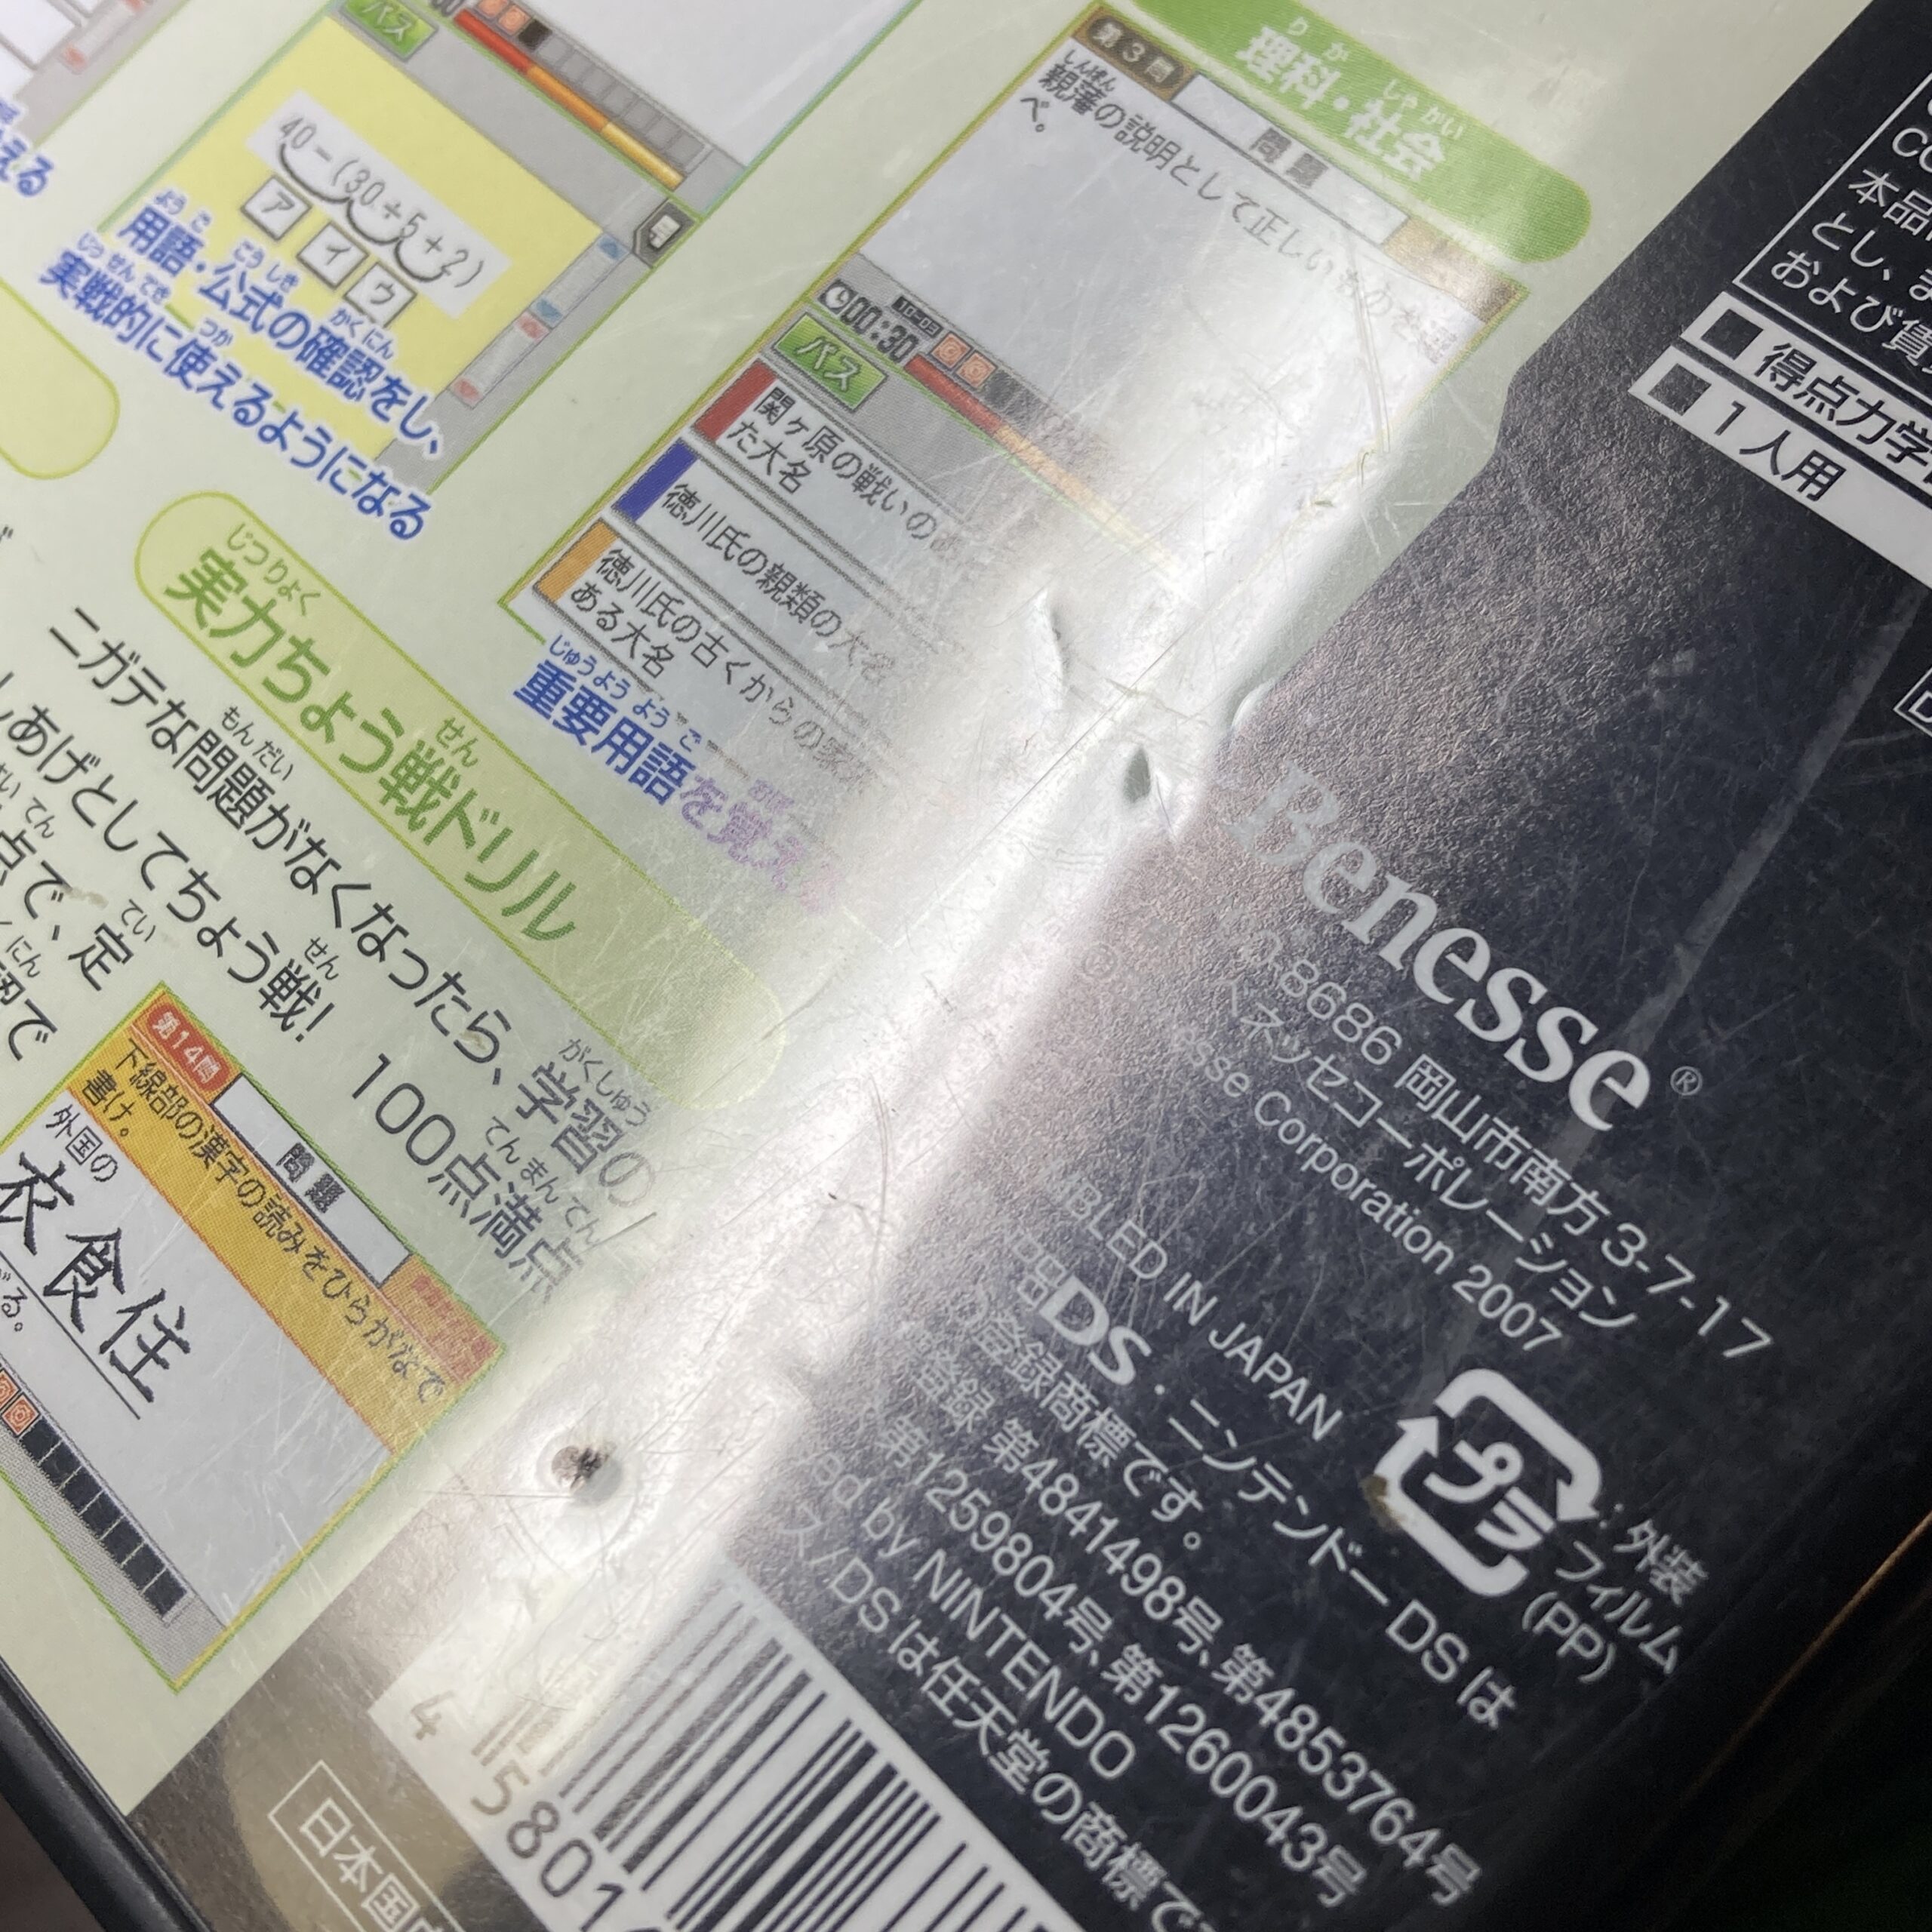 パス
40-(30÷5+2)
ア イ ウ
用語・公式の確認をし、
実戦的に使えるようになる
理科・社会
第3問
問題
親藩の説明として正しいものを選
べ。
00:30
パス
関ヶ原の戦いの
た大名
徳川氏の親類の大名
徳川氏の古くからの家来
ある大名
重要用語を覚える
実力ちょう戦ドリル
ニガテな問題がなくなったら、学習の
しあげとしてちょう戦! 100点満点
点で、定
で
第14問
問題
下線部の漢字の読みをひらがなで
書け。
外国の
衣食住
る。
本品
とし、
および
得点力学
1人用
Benesse®
0-8686 岡山市南方3-7-17
ベネッセコーポレーション
esse Corporation 2007
MBLED IN JAPAN
DS・ニンテンドーDSは
の登録商標です。
登録 第4841498号、第4853764号
第1259804号、第1260043号
ed by NINTENDO
ス/DSは任天堂の商標で
プラ
:外装
フィルム
(PP)
4 5801
日本国